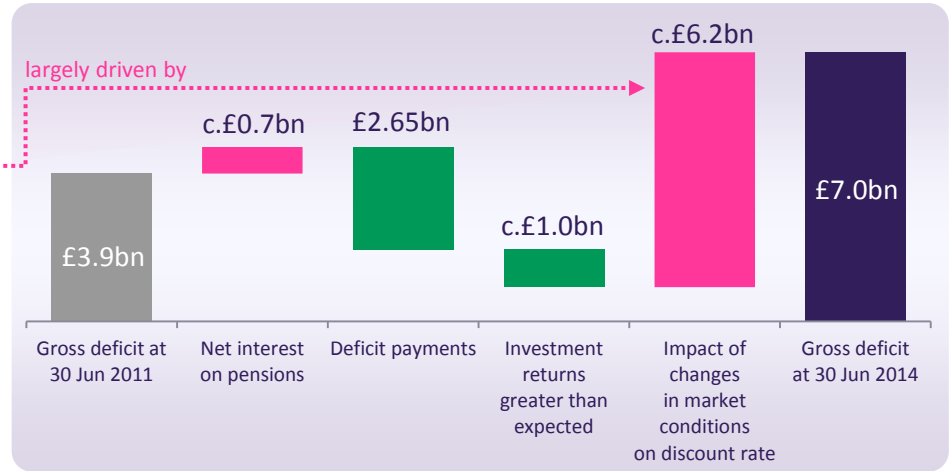 c.£6.2bn
largely driven by
c.£0.7bn
£2.65bn
£7.0bn
c.£1.0bn
£3.9bn
Gross deficit at
30 Jun 2011
Net interest
on pensions
Deficit payments
Investment
returns
greater than
expected
Impact of
changes
in market
conditions
on discount rate
Gross deficit
at 30 Jun 2014